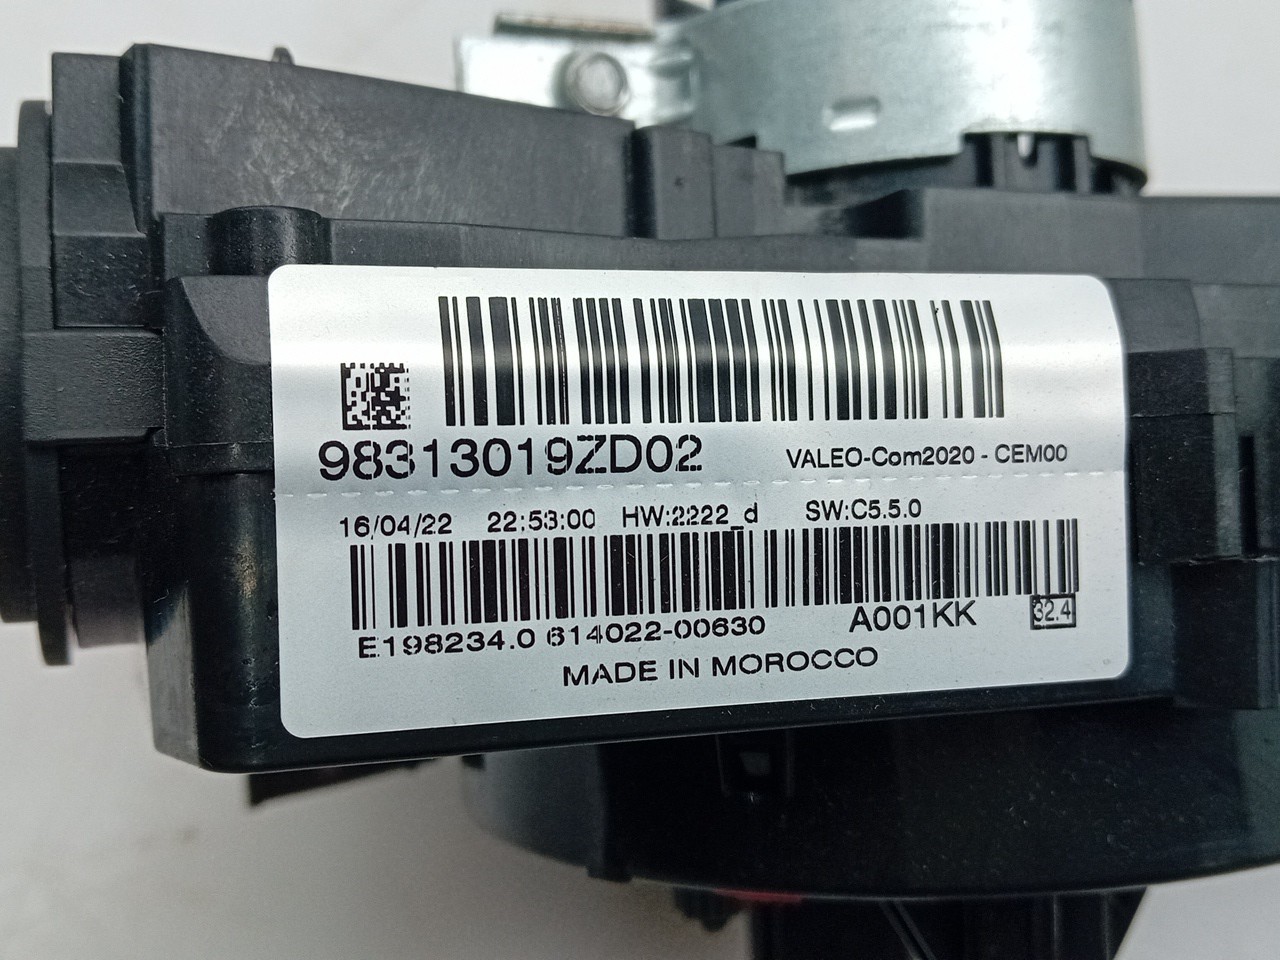 98313019ZD02 VALEO-Com2020 - CEM00
16/04/22 22:53:00 HW:2222_d SW:C5.5.0
E198234.0 614022-00630 A001KK 32.4
MADE IN MOROCCO